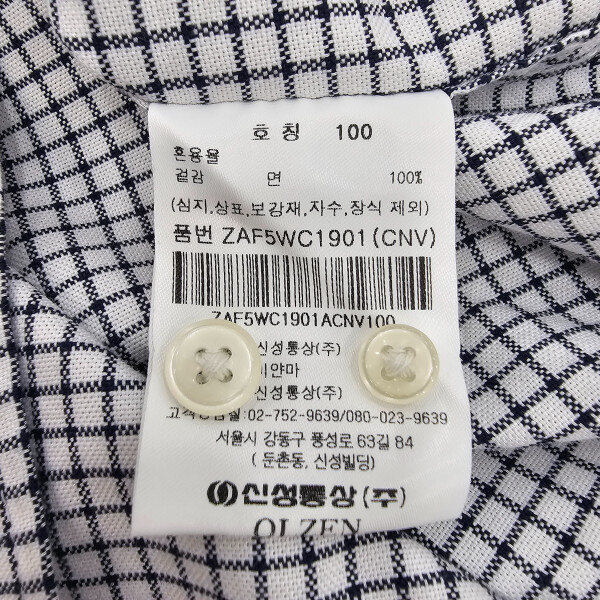 호칭 100
혼용율
겉감 면 100%
(심지,상표,보강재,자수,장식 제외)
품번 ZAF5WC1901(CNV)
ZAF5WC1901ACNV100
신성통상(주)
신성통상(주)
:02-752-9639/080-023-9639
서울시 강동구 풍성로 63길 84
(둔촌동, 신성빌딩)
신성통상(주)
OLZEN